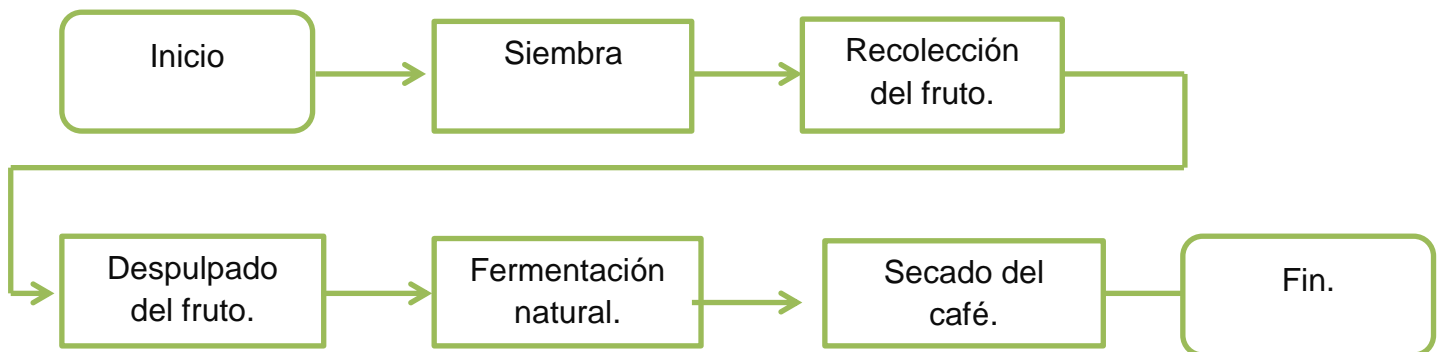 Inicio
Siembra
Recolección
del fruto.
Despulpado
del fruto.
Fermentación
natural.
Secado del
café.
Fin.